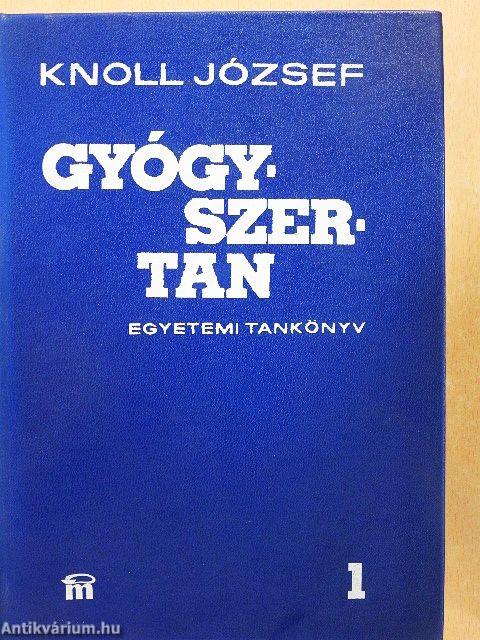 KNOLL JÓZSEF
GYÓGY-
SZER-
TAN
EGYETEMI TANKÖNYV
m
1
Antikvárium.hu